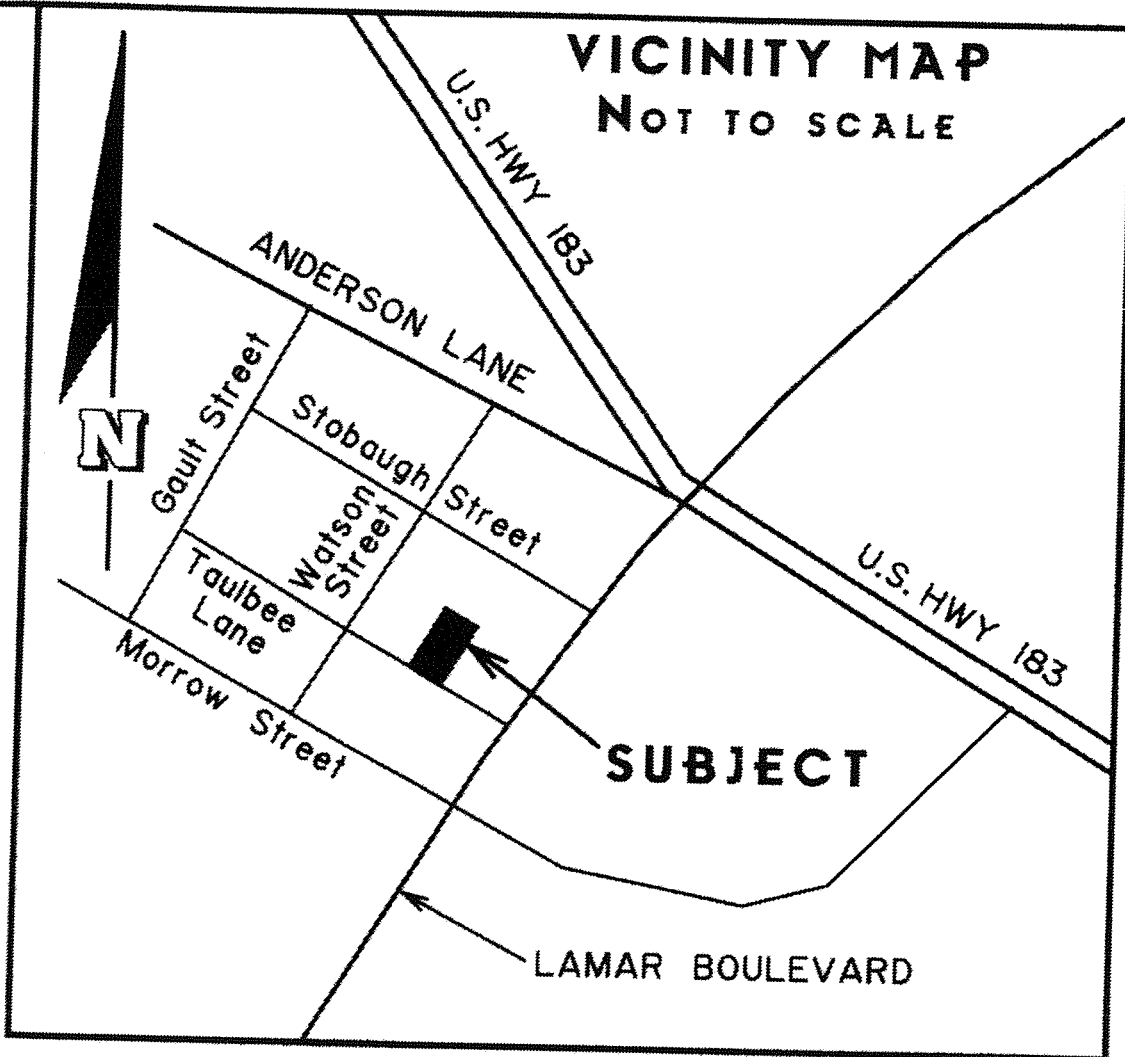 VICINITY MAP
NOT TO SCALE
U.S. HWY 183
ANDERSON LANE
Gault Street
Stobaugh Street
N
Watson
Street
Taulbee
Lane
U.S. HWY 183
Morrow Street
SUBJECT
LAMAR BOULEVARD